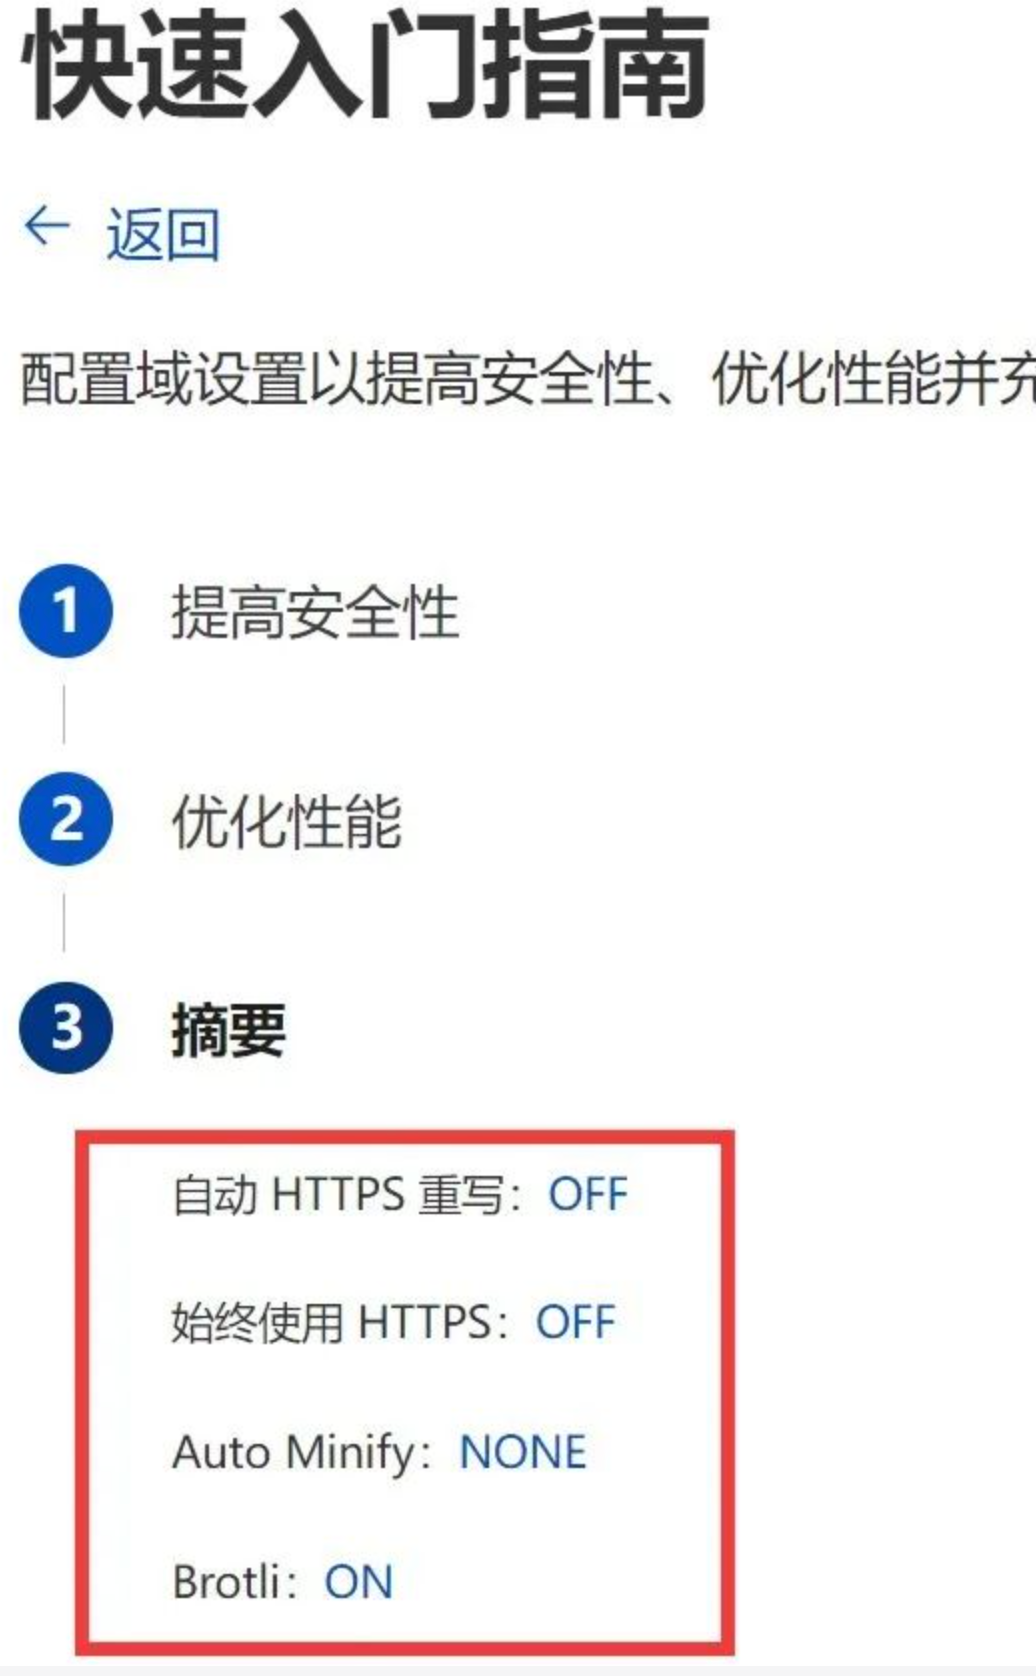 快速入门指南
← 返回
配置域设置以提高安全性、优化性能并充
1 提高安全性
2 优化性能
3 摘要
自动 HTTPS 重写：OFF
始终使用 HTTPS：OFF
Auto Minify：NONE
Brotli：ON